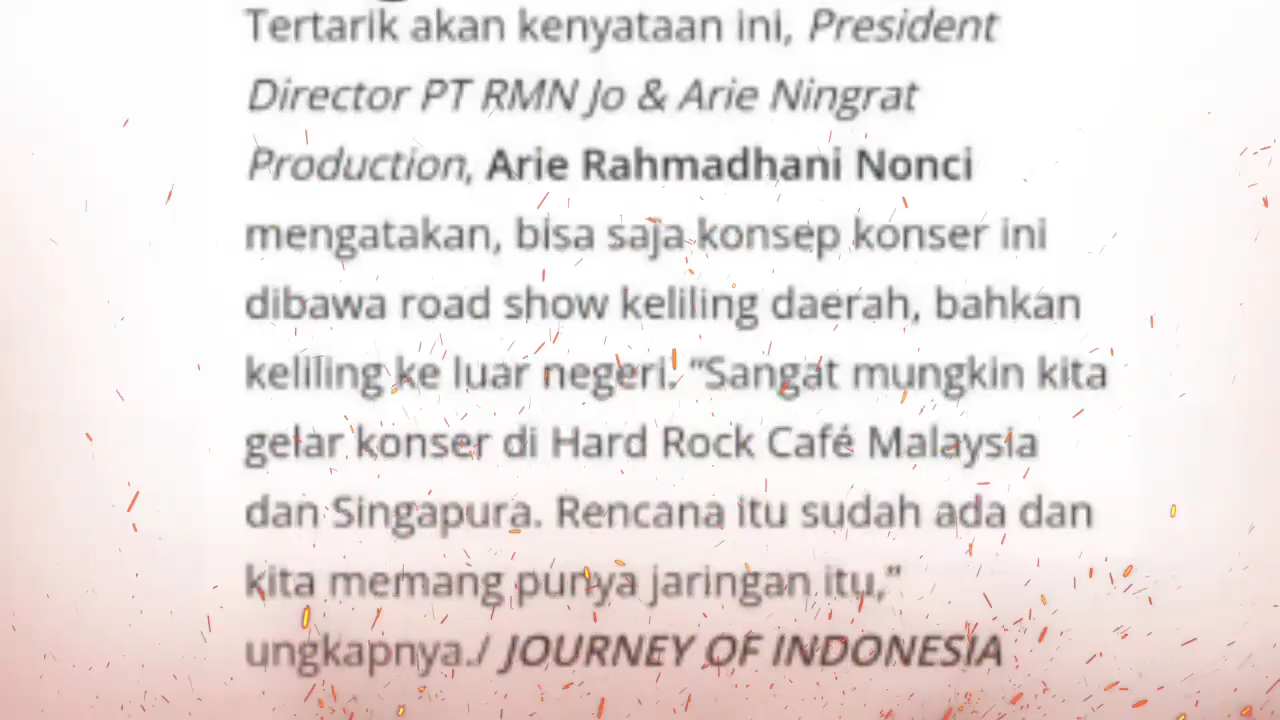 Tertarik akan kenyataan ini, President
Director PT RMN Jo & Arie Ningrat
Production, Arie Rahmadhani Nonci
mengatakan, bisa saja konsep konser ini
dibawa road show keliling daerah, bahkan
keliling ke luar negeri. “Sangat mungkin kita
gelar konser di Hard Rock Café Malaysia
dan Singapura. Rencana itu sudah ada dan
kita memang punya jaringan itu,”
ungkapnya./ JOURNEY OF INDONESIA